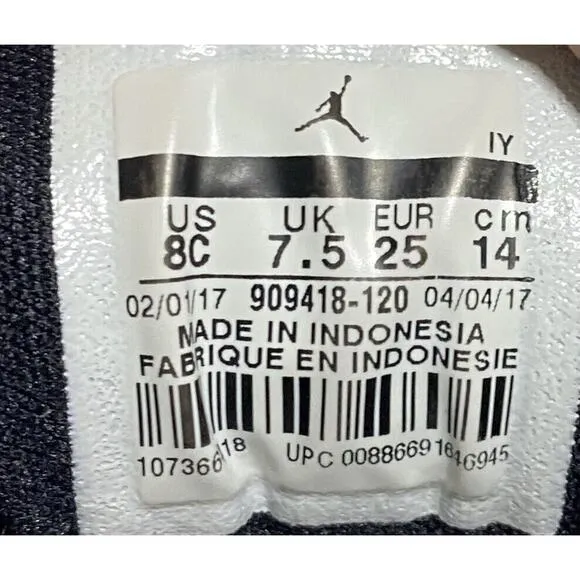 IY
US UK EUR cm
8C 7.5 25 14
02/01/17 909418-120 04/04/17
MADE IN INDONESIA
FABRIQUE EN INDONESIE
UPC